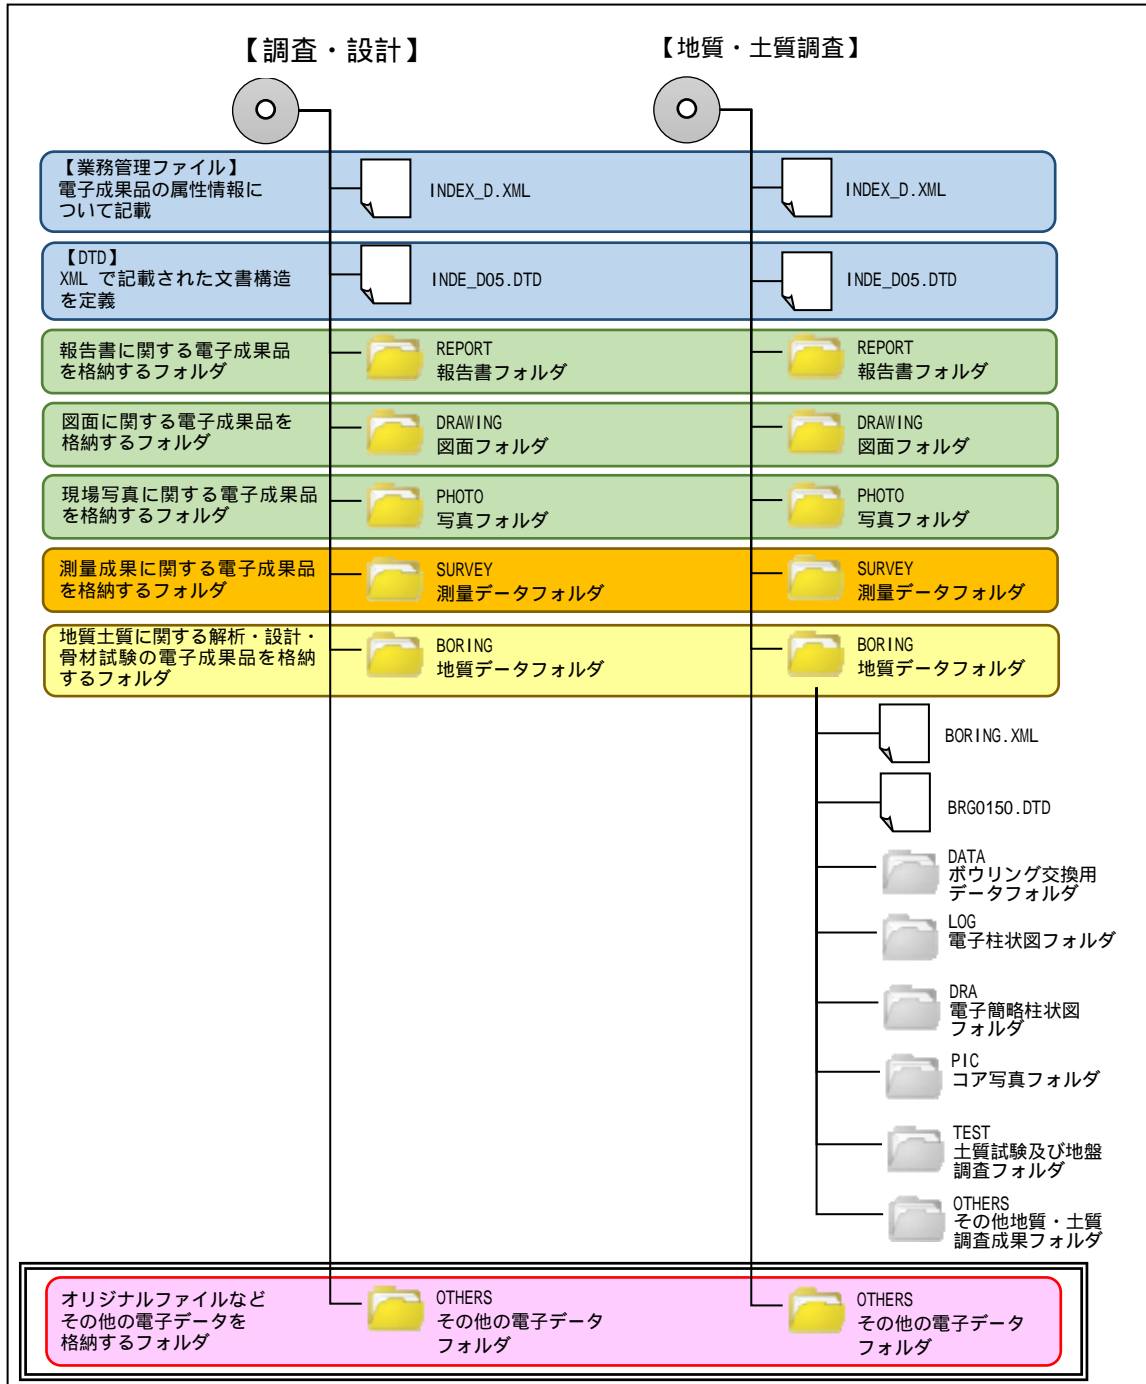 【調査・設計】
【地質・土質調査】
【業務管理ファイル】
電子成果品の属性情報に
ついて記載
INDEX_D.XML
INDEX_D.XML
【DTD】
XML で記載された文書構造
を定義
INDE_D05.DTD
INDE_D05.DTD
報告書に関する電子成果品
を格納するフォルダ
REPORT
報告書フォルダ
REPORT
報告書フォルダ
図面に関する電子成果品を
格納するフォルダ
DRAWING
図面フォルダ
DRAWING
図面フォルダ
現場写真に関する電子成果品
を格納するフォルダ
PHOTO
写真フォルダ
PHOTO
写真フォルダ
測量成果に関する電子成果品
を格納するフォルダ
SURVEY
測量データフォルダ
SURVEY
測量データフォルダ
地質土質に関する解析・設計・
骨材試験の電子成果品を格納
するフォルダ
BORING
地質データフォルダ
BORING
地質データフォルダ
BORING.XML
BRG0150.DTD
DATA
ボウリング交換用
データフォルダ
LOG
電子柱状図フォルダ
DRA
電子簡略柱状図
フォルダ
PIC
コア写真フォルダ
TEST
土質試験及び地盤
調査フォルダ
OTHERS
その他地質・土質
調査成果フォルダ
オリジナルファイルなど
その他の電子データを
格納するフォルダ
OTHERS
その他の電子データ
フォルダ
OTHERS
その他の電子データ
フォルダ